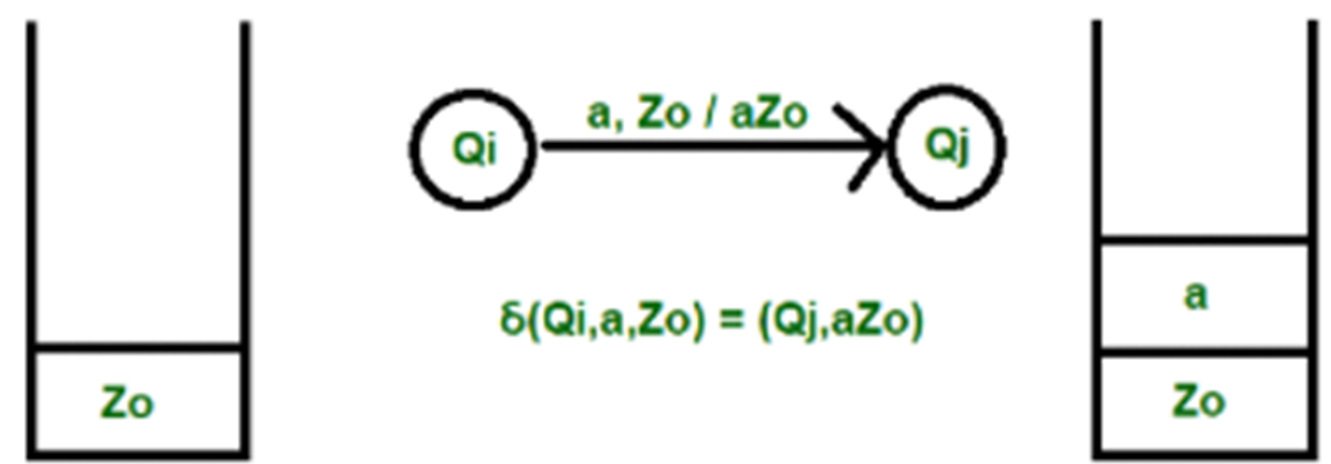 a, Zo / aZo
Qi
Qj
δ(Qi,a,Zo) = (Qj,aZo)
a
Zo
Zo